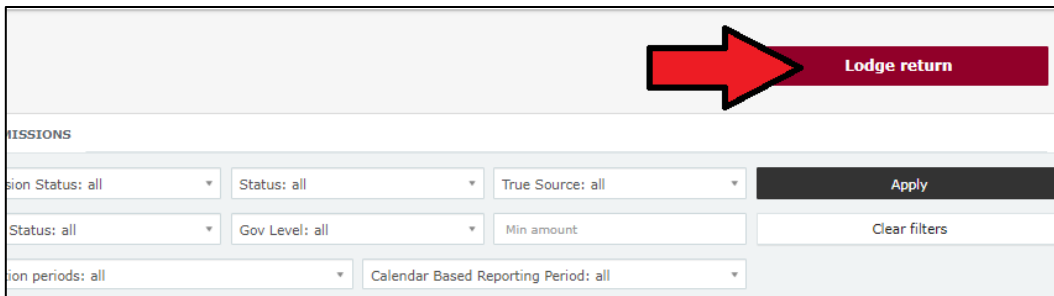 Lodge return
MISSIONS
sion Status: all
Status: all
True Source: all
Apply
Status: all
Gov Level: all
Min amount
Clear filters
tion periods: all
Calendar Based Reporting Period: all